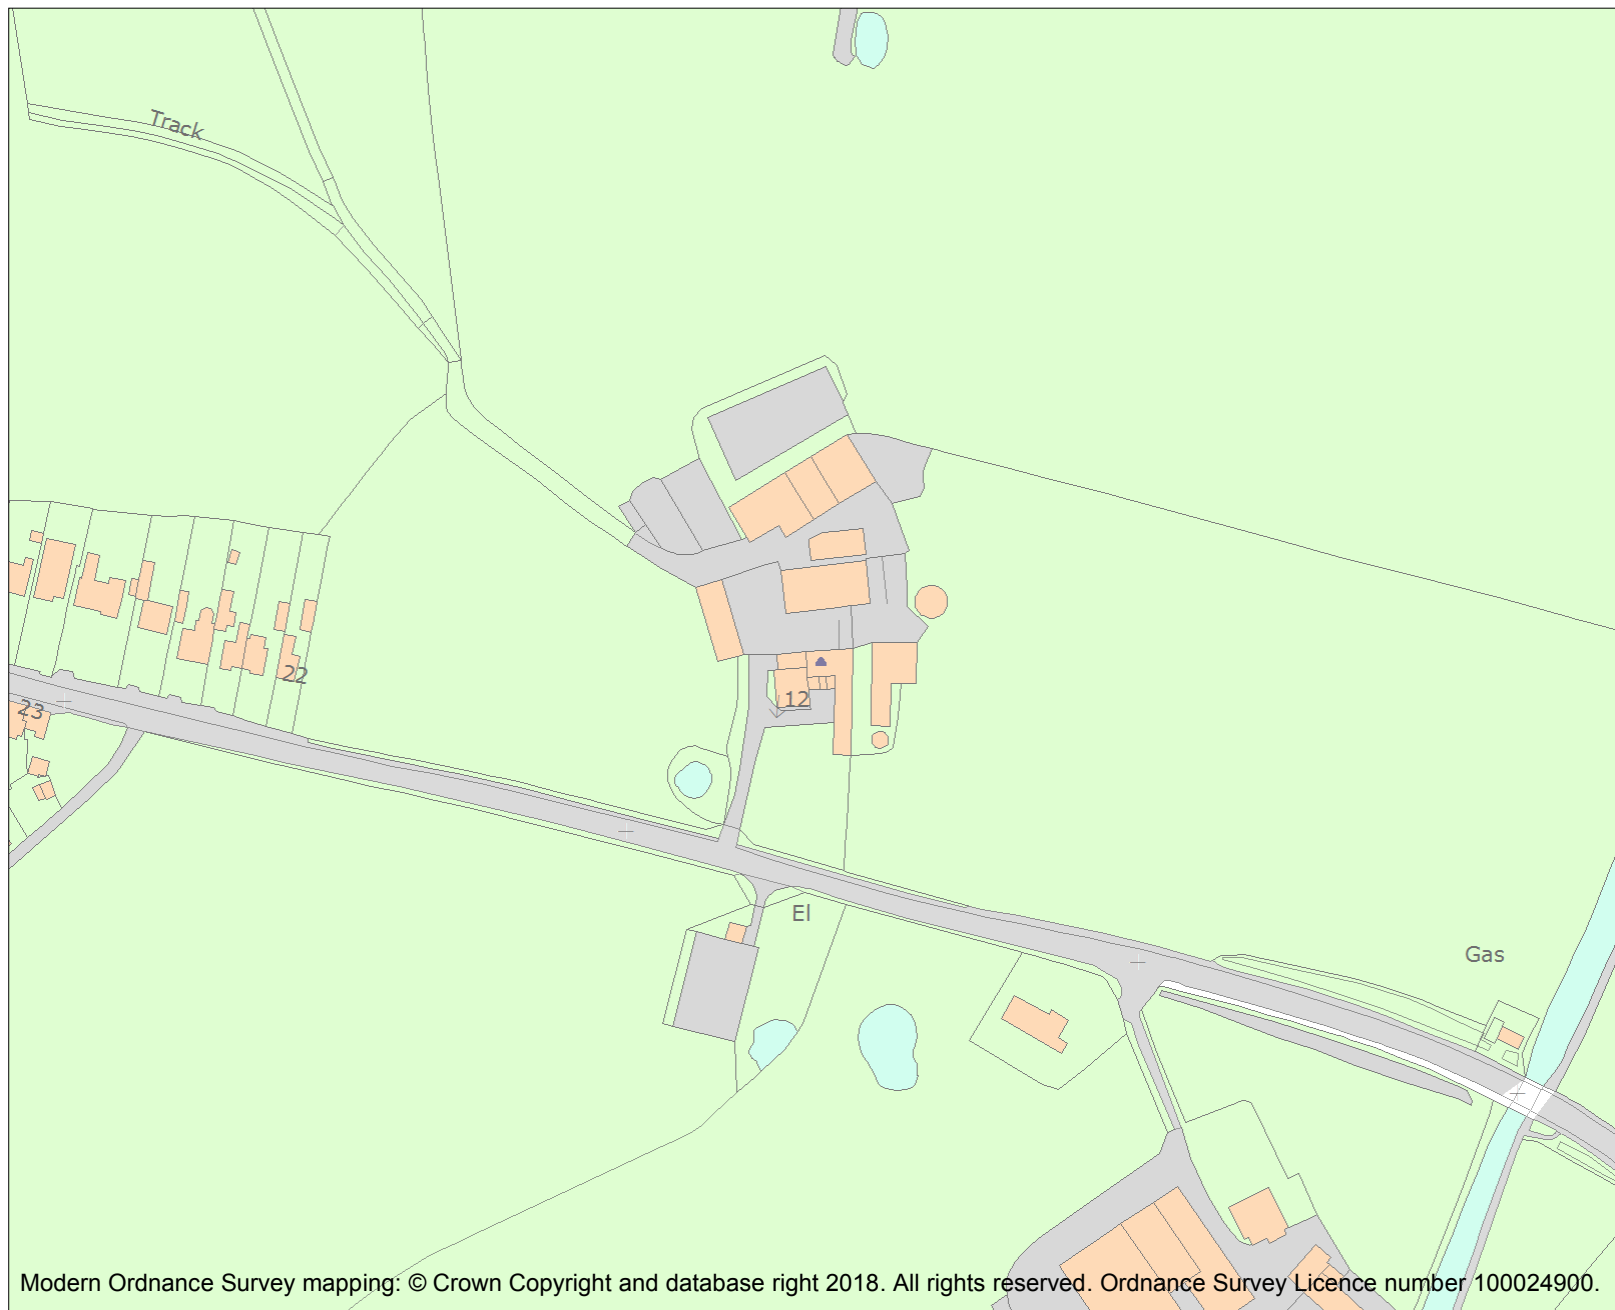 Track
22
23
12
El
Gas
Modern Ordnance Survey mapping: © Crown Copyright and database right 2018. All rights reserved. Ordnance Survey Licence number 100024900.